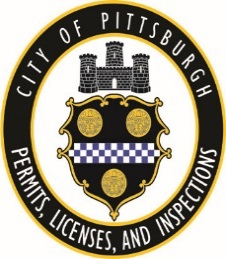 CITY OF PITTSBURGH
PERMITS, LICENSES, AND INSPECTIONS